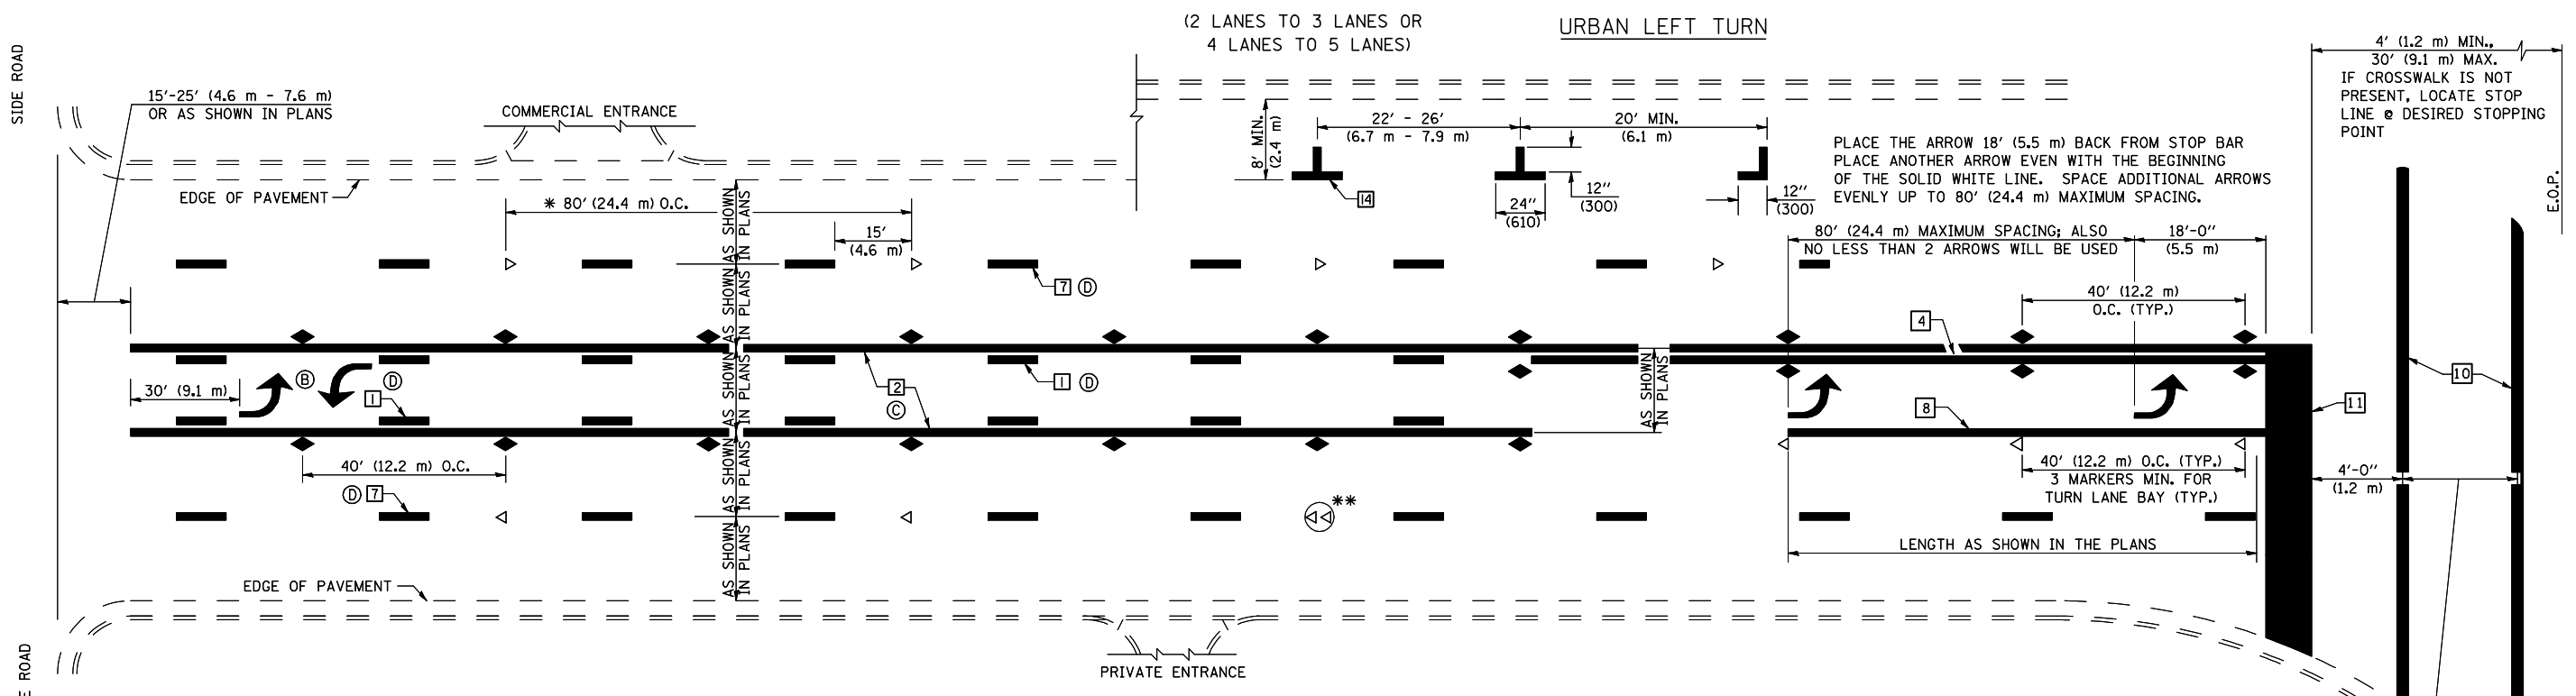 (2 LANES TO 3 LANES OR
4 LANES TO 5 LANES)
URBAN LEFT TURN
SIDE ROAD
15'-25' (4.6 m - 7.6 m)
OR AS SHOWN IN PLANS
COMMERCIAL ENTRANCE
EDGE OF PAVEMENT
* 80' (24.4 m) O.C.
15'
(4.6 m)
8' MIN.
(2.4 m)
22' - 26'
(6.7 m - 7.9 m)
20' MIN.
(6.1 m)
14
24"
(610)
12"
(300)
12"
(300)
PLACE THE ARROW 18' (5.5 m) BACK FROM STOP BAR
PLACE ANOTHER ARROW EVEN WITH THE BEGINNING
OF THE SOLID WHITE LINE. SPACE ADDITIONAL ARROWS
EVENLY UP TO 80' (24.4 m) MAXIMUM SPACING.
4' (1.2 m) MIN.,
30' (9.1 m) MAX.
IF CROSSWALK IS NOT
PRESENT, LOCATE STOP
LINE @ DESIRED STOPPING
POINT
E.O.P.
80' (24.4 m) MAXIMUM SPACING; ALSO
NO LESS THAN 2 ARROWS WILL BE USED
18'-0"
(5.5 m)
7 D
40' (12.2 m)
O.C. (TYP.)
4
AS SHOWN
IN PLANS
AS SHOWN
IN PLANS
AS SHOWN
IN PLANS
AS SHOWN
IN PLANS
AS SHOWN
IN PLANS
30' (9.1 m)
B
D
1
1 D
2
C
AS SHOWN
IN PLANS
8
10
11
40' (12.2 m) O.C.
D 7
**
40' (12.2 m) O.C. (TYP.)
3 MARKERS MIN. FOR
TURN LANE BAY (TYP.)
4'-0"
(1.2 m)
LENGTH AS SHOWN IN THE PLANS
EDGE OF PAVEMENT
PRIVATE ENTRANCE
ROAD